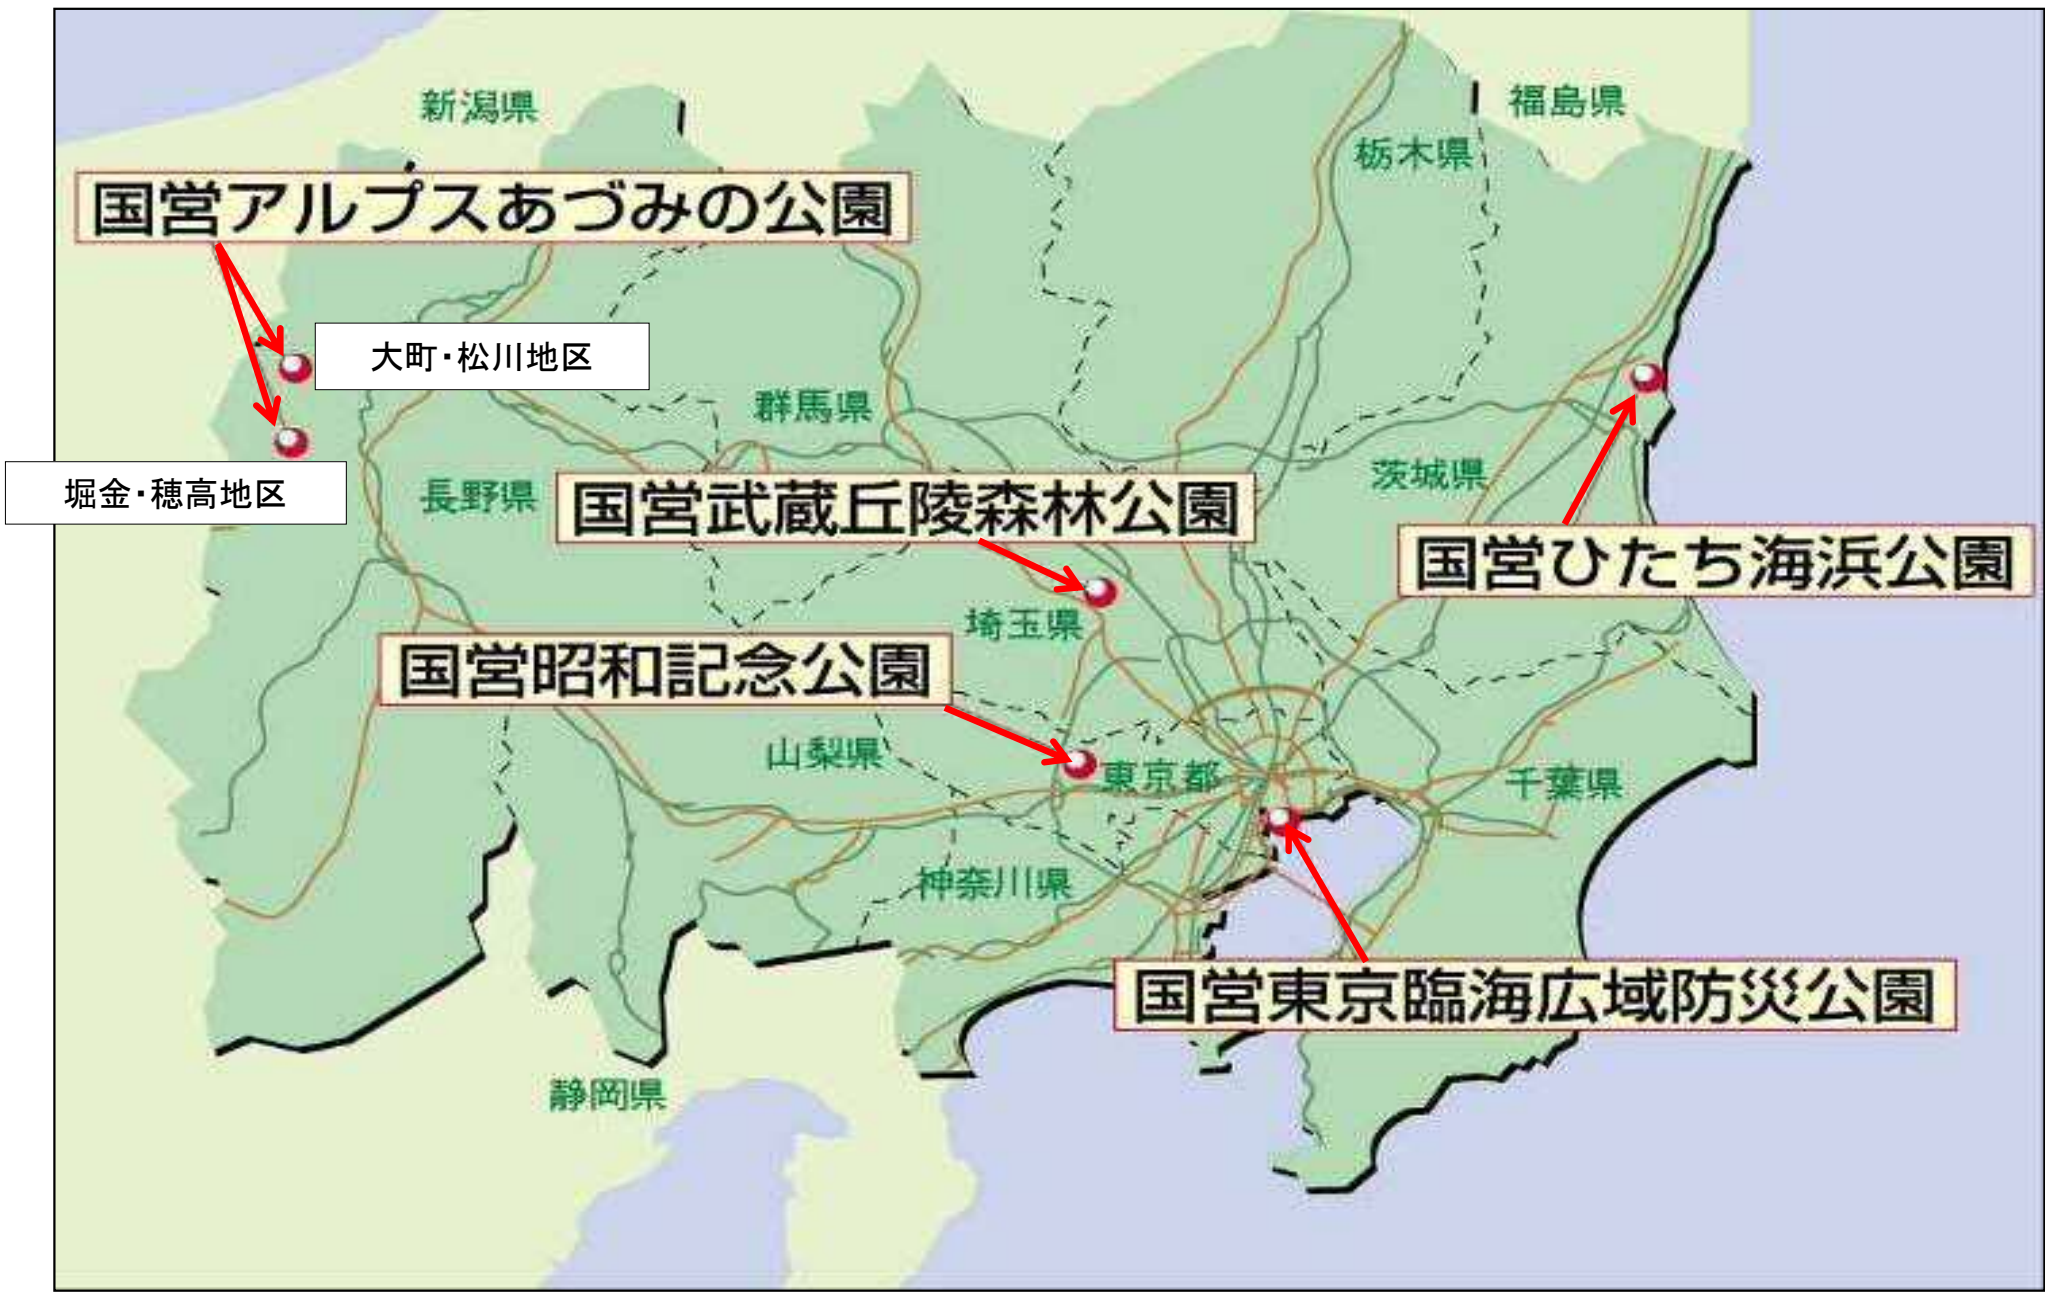 新潟県
福島県
栃木県
国営アルプスあづみの公園
大町・松川地区
群馬県
堀金・穂高地区
長野県
茨城県
国営武蔵丘陵森林公園
国営ひたち海浜公園
埼玉県
国営昭和記念公園
山梨県
東京都
千葉県
神奈川県
国営東京臨海広域防災公園
静岡県